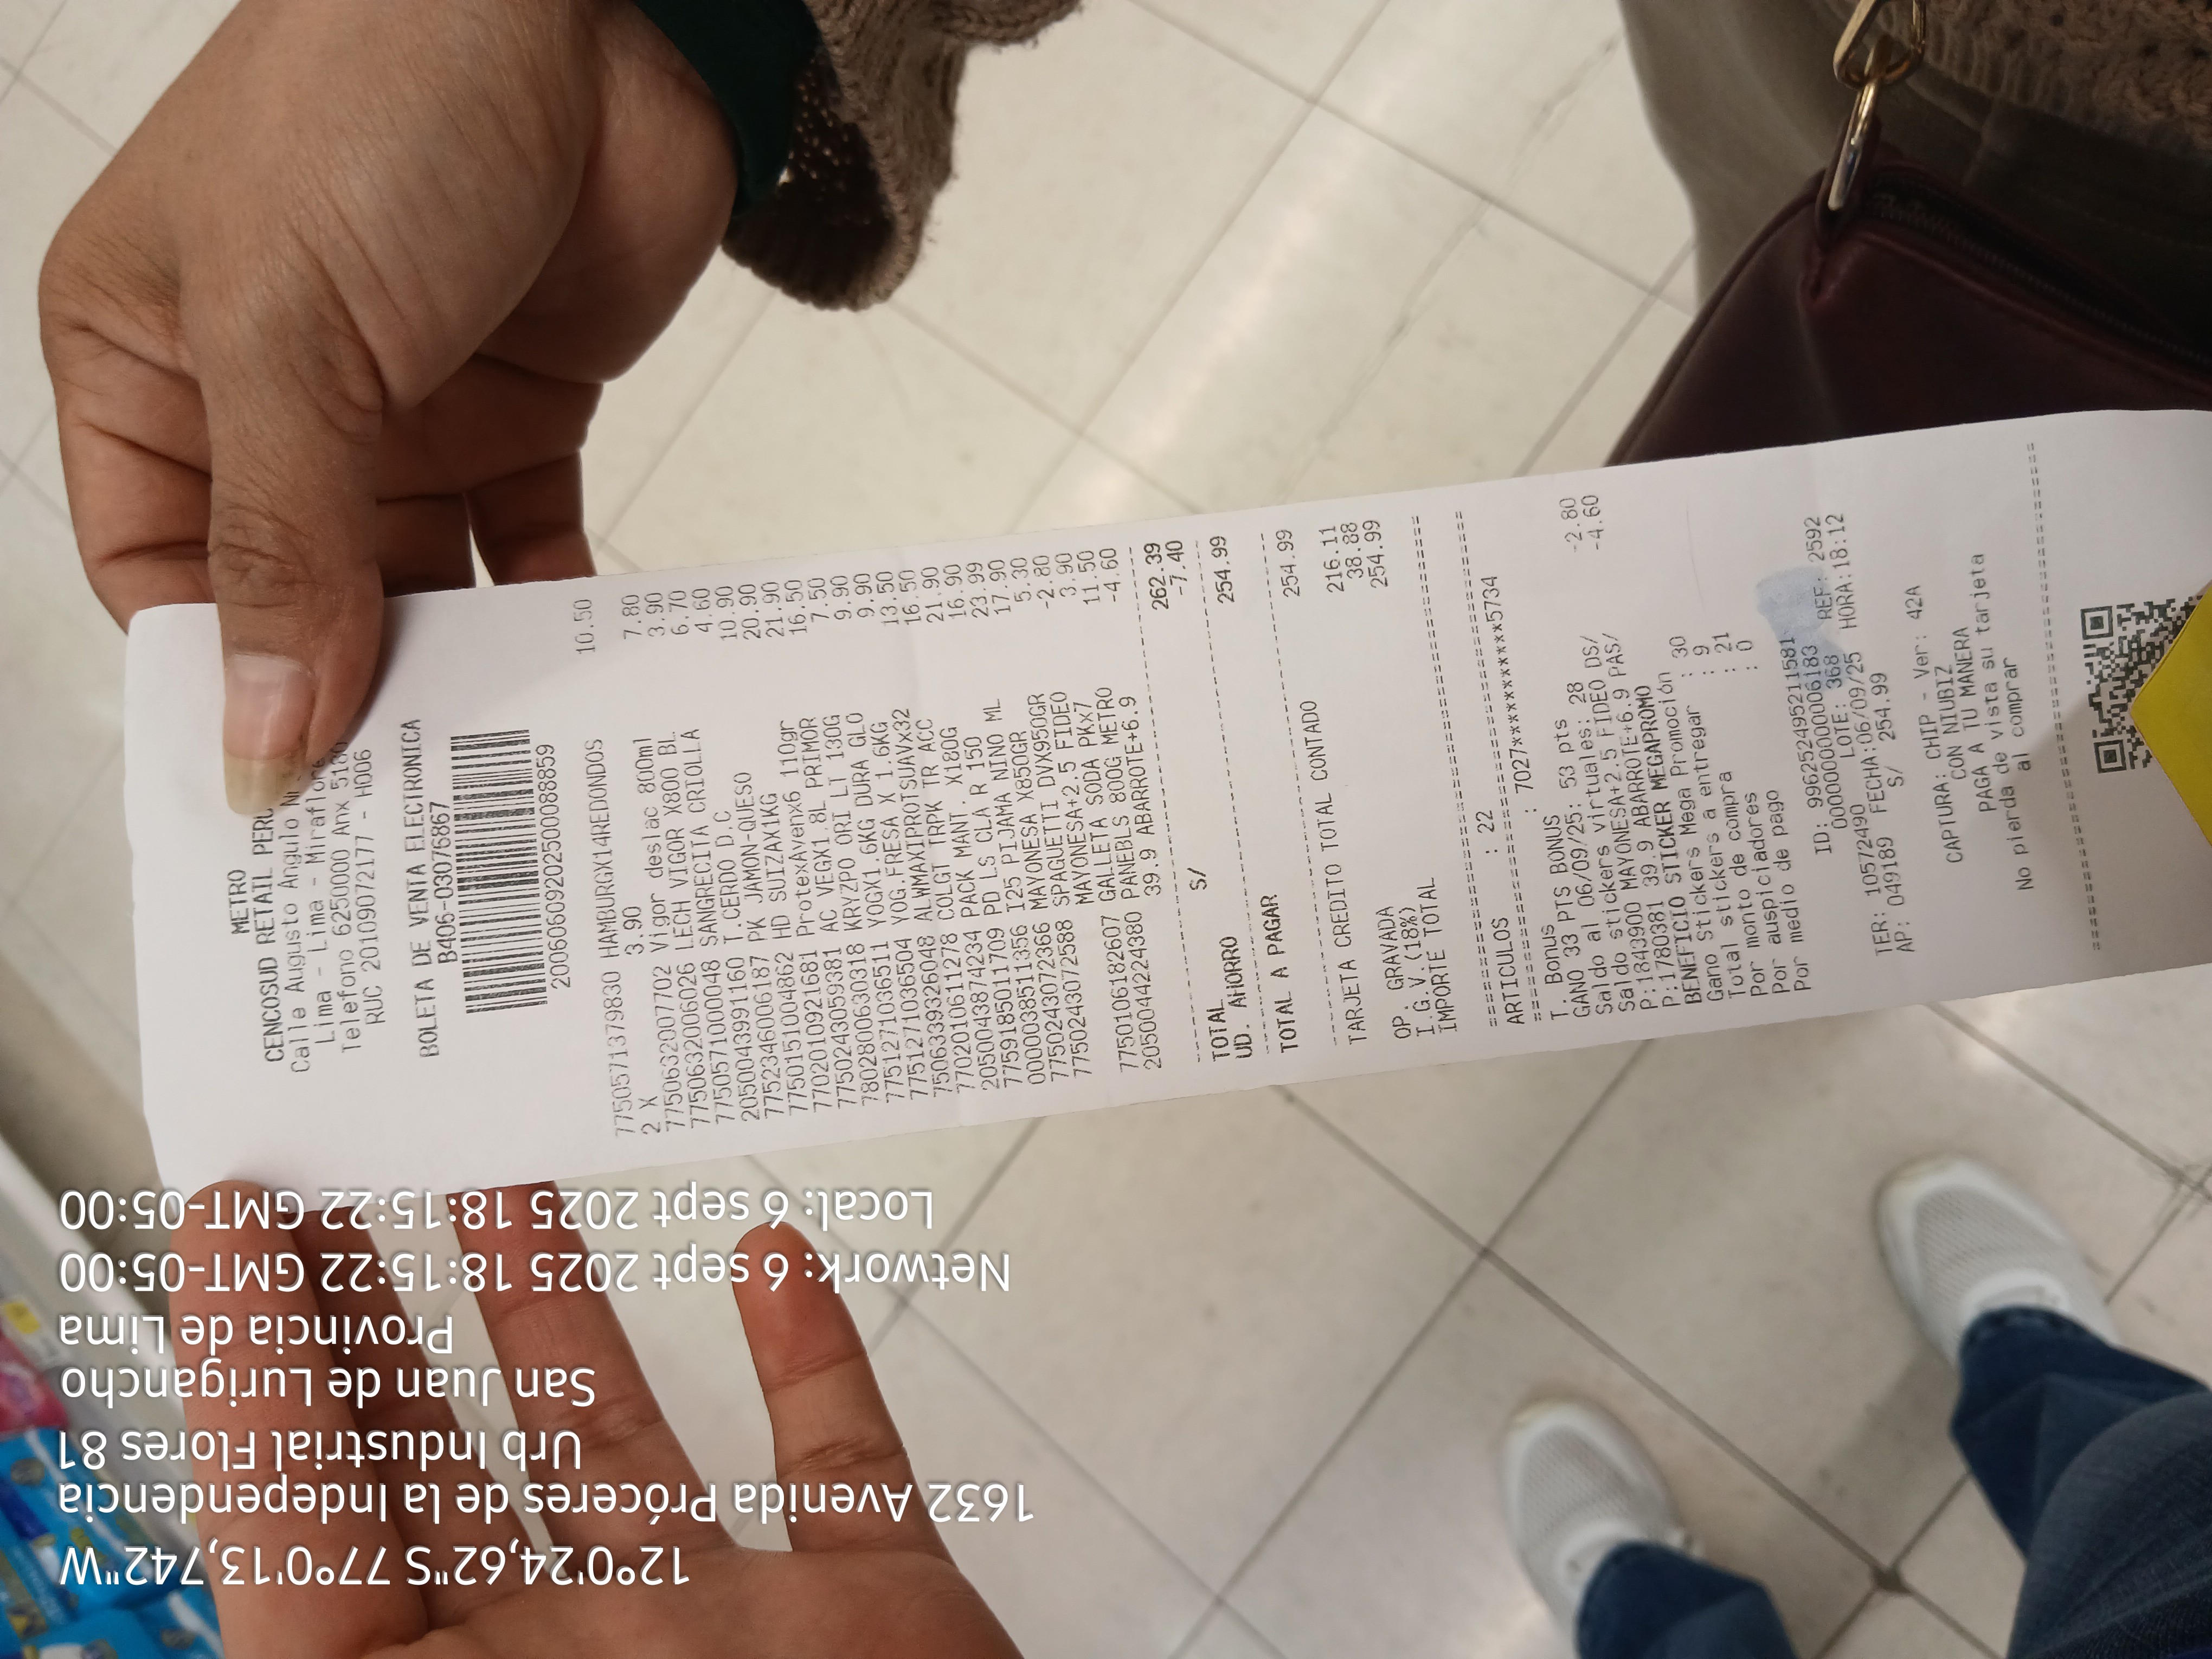 12°0'24,62"S 77°0'13,742"W
1632 Avenida Próceres de la Independencia
Urb Industrial Flores 81
San Juan de Lurigancho
Provincia de Lima
Network: 6 sept 2025 18:15:22 GMT-05:00
Local: 6 sept 2025 18:15:22 GMT-05:00
METRO
CENCOSUD RETAIL PERU
Calle Augusto Angulo
Lima - Lima - Miraflore
Telefono 6250000 Anx 5180
RUC 20109072177 - H006
BOLETA DE VENTA ELECTRONICA
B406-03076867
20060609202500088859
7750571379830 HAMBURGX14REDONDOS 10.50
2 X 3.90
7750632007702 Vigor deslac 800ml 7.80
7750632006026 LECH VIGOR X800 BL 3.90
7750571000048 SANGRECITA CRIOLLA 6.70
2050043991160 T.CERDO D.C 4.60
7752346006187 PK JAMON-QUESO 10.90
7750151004862 HD SUIZAX1KG 20.90
7702010921681 ProtexAvenx6 110gr 21.90
7750243059381 AC VEGX1.8L PRIMOR 16.50
7802800630318 KRYZPO ORI LT 130G 7.50
7751271036511 YOGX1.6KG DURA GLO 9.90
7751271036504 YOG.FRESA X 1.6KG 9.90
7506339326048 ALWMAXIPROTSUAVx32 13.50
7702010611278 COLGT TRPK TR ACC 16.50
2050043874234 PACK MANT. X180G 21.90
7759185011709 PD LS CLA R 150 16.90
0000038511356 I25 PIJAMA NINO ML 23.99
7750243072366 MAYONESA X850GR 17.90
7750243072588 SPAGUETTI DVX950GR 5.30
MAYONESA+2.5 FIDEO -2.80
7750106182607 GALLETA SODA PKx7 3.90
2050044224380 PANEBLS 800G METRO 11.50
39.9 ABARROTE+6.9 -4.60
TOTAL S/ 262.39
UD. AHORRO -7.40
TOTAL A PAGAR 254.99
TARJETA CREDITO TOTAL CONTADO 254.99
OP. GRAVADA 216.11
I.G.V.(18%) 38.88
IMPORTE TOTAL 254.99
ARTICULOS : 22
T. Bonus : 7027***********5734
GANO 33 PTS BONUS
Saldo al 06/09/25: 53 pts
Saldo stickers virtuales: 28
P:1843900 MAYONESA+2.5 FIDEO DS/ -2.80
P:1780381 39.9 ABARROTE+6.9 PAS/ -4.60
BENEFICIO STICKER MEGAPROMO
Gano Stickers Mega Promoción
Total stickers a entregar : 30
Por monto de compra : 9
Por auspiciadores : 21
Por medio de pago : 0
ID: 996252495211581
0000000000006183
TER: 10572490 LOTE: 368 REF: 2592
AP: 049189 FECHA:06/09/25 HORA:18:12
S/ 254.99
CAPTURA: CHIP - Ver: 42A
CON NIUBIZ
PAGA A TU MANERA
No pierda de vista su tarjeta
al comprar